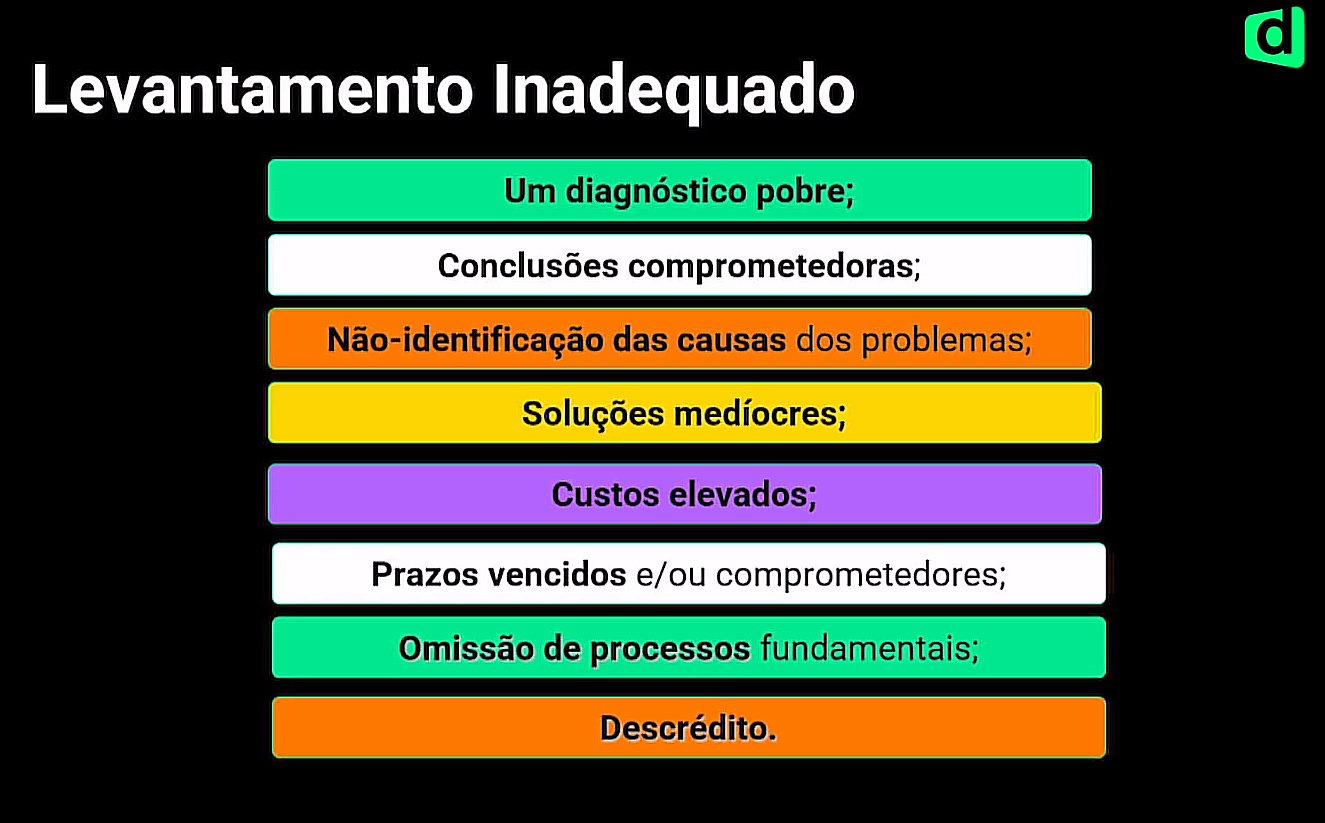 d
Levantamento Inadequado
Um diagnóstico pobre;
Conclusões comprometedoras;
Não-identificação das causas dos problemas;
Soluções medíocres;
Custos elevados;
Prazos vencidos e/ou comprometedores;
Omissão de processos fundamentais;
Descrédito.